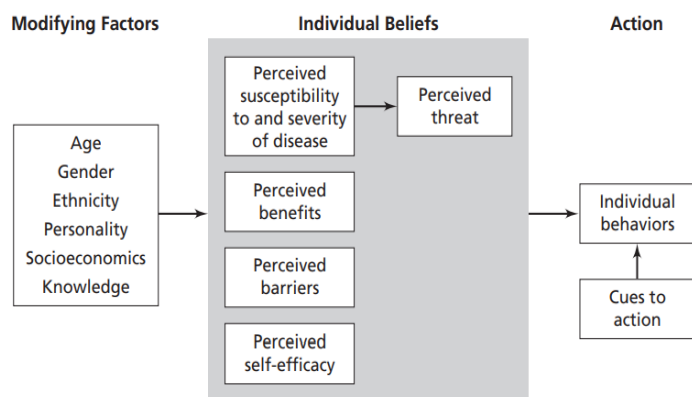 Modifying Factors
Individual Beliefs
Action
Age
Gender
Ethnicity
Personality
Socioeconomics
Knowledge
Perceived
susceptibility
to and severity
of disease
Perceived
threat
Perceived
benefits
Perceived
barriers
Perceived
self-efficacy
Individual
behaviors
Cues to
action